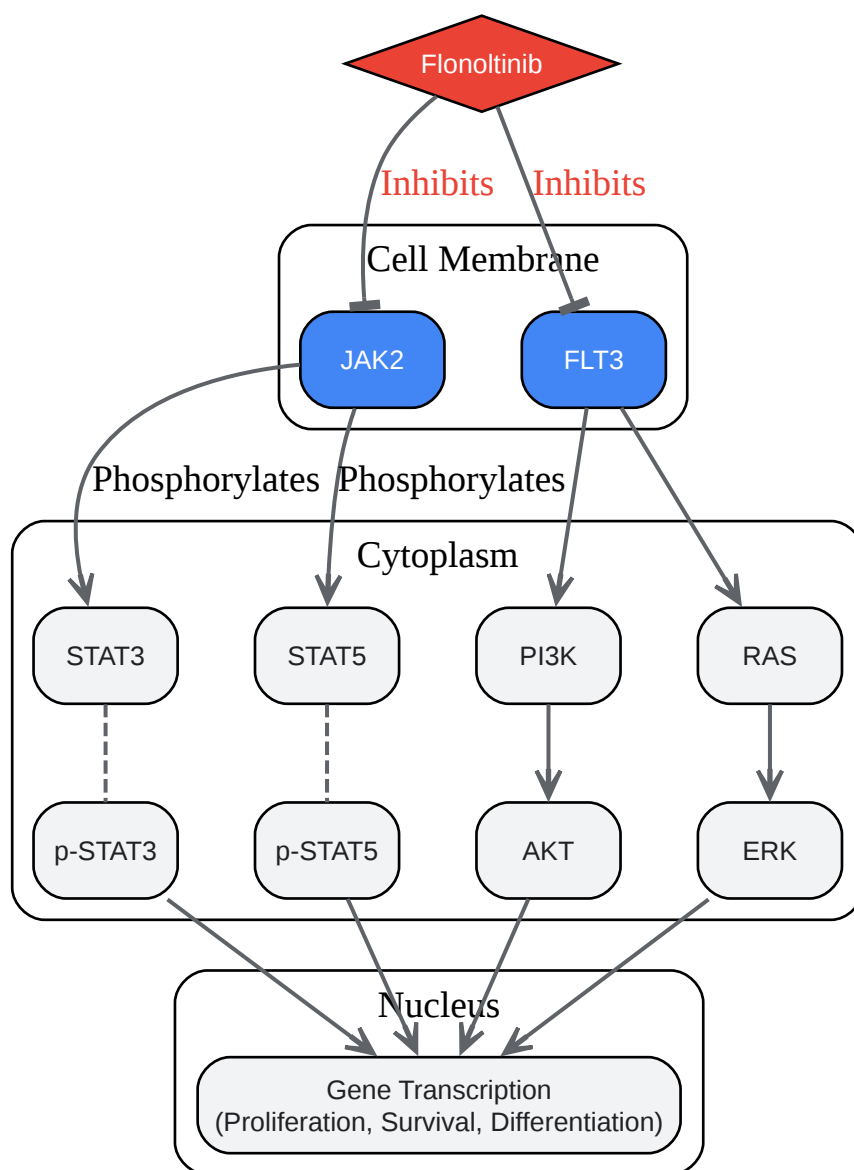 Flonoltinib
Inhibits
Inhibits
Cell Membrane
JAK2
FLT3
Phosphorylates
Phosphorylates
Cytoplasm
STAT3
STAT5
PI3K
RAS
p-STAT3
p-STAT5
AKT
ERK
Nucleus
Gene Transcription
(Proliferation, Survival, Differentiation)